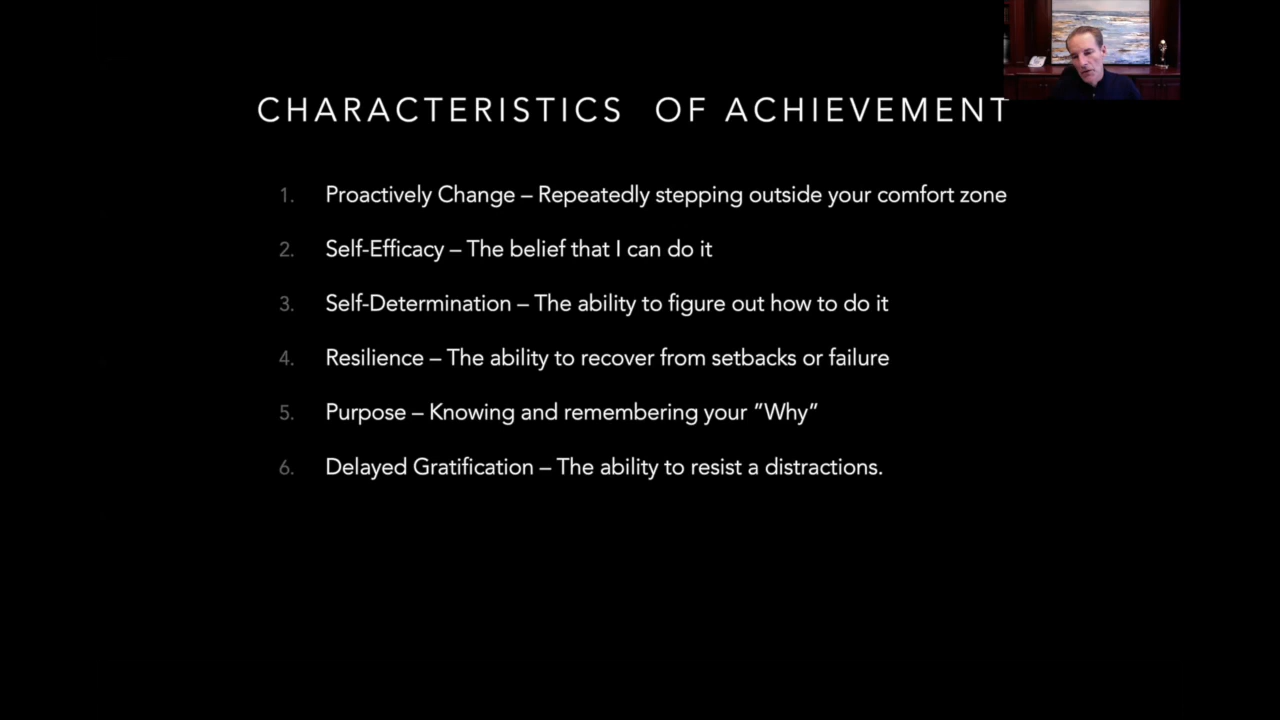 CHARACTERISTICS OF ACHIEVEMENT
1. Proactively Change – Repeatedly stepping outside your comfort zone
2. Self-Efficacy – The belief that I can do it
3. Self-Determination – The ability to figure out how to do it
4. Resilience – The ability to recover from setbacks or failure
5. Purpose – Knowing and remembering your ”Why”
6. Delayed Gratification – The ability to resist a distractions.